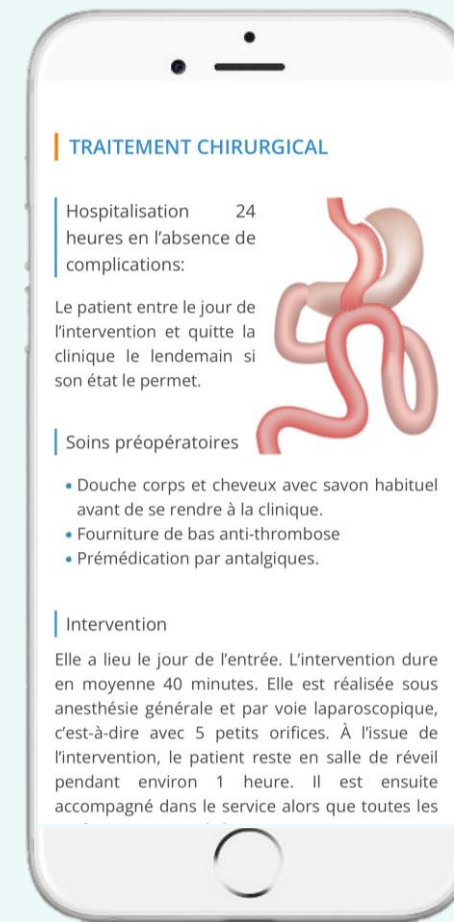 TRAITEMENT CHIRURGICAL
Hospitalisation 24
heures en l'absence de
complications:
Le patient entre le jour de
l'intervention et quitte la
clinique le lendemain si
son état le permet.
Soins préopératoires
• Douche corps et cheveux avec savon habituel
avant de se rendre à la clinique.
• Fourniture de bas anti-thrombose
• Prémédication par antalgiques.
Intervention
Elle a lieu le jour de l'entrée. L'intervention dure
en moyenne 40 minutes. Elle est réalisée sous
anesthésie générale et par voie laparoscopique,
c'est-à-dire avec 5 petits orifices. À l'issue de
l'intervention, le patient reste en salle de réveil
pendant environ 1 heure. Il est ensuite
accompagné dans le service alors que toutes les